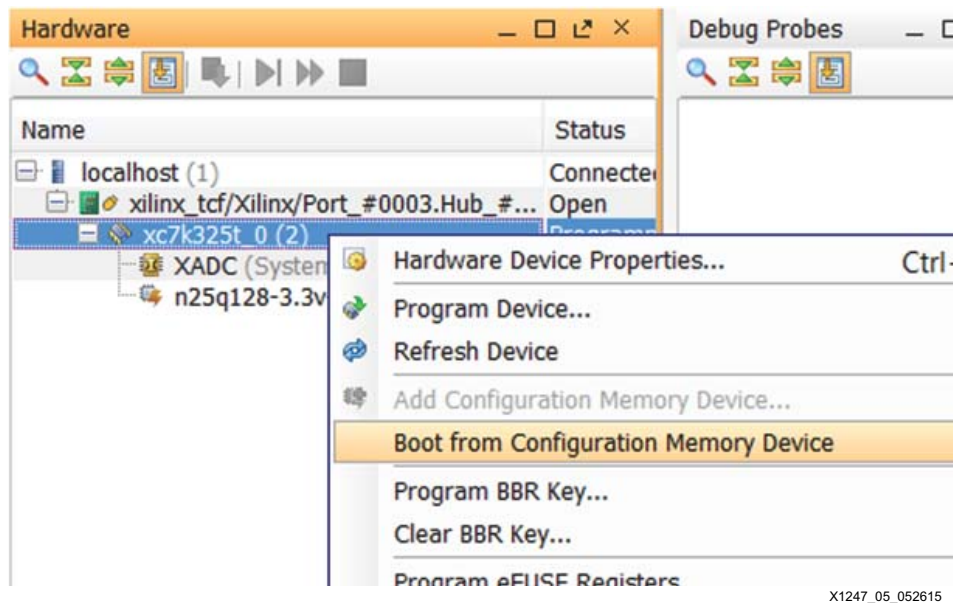 Hardware
Debug Probes
Name
Status
localhost (1)
Connecte
xilinx_tcf/Xilinx/Port_#0003.Hub_#... Open
xc7k325t_0 (2)
XADC (System
n25q128-3.3v
Hardware Device Properties... Ctrl-
Program Device...
Refresh Device
Add Configuration Memory Device...
Boot from Configuration Memory Device
Program BBR Key...
Clear BBR Key...
Program eFUSE Registers
X1247_05_052615